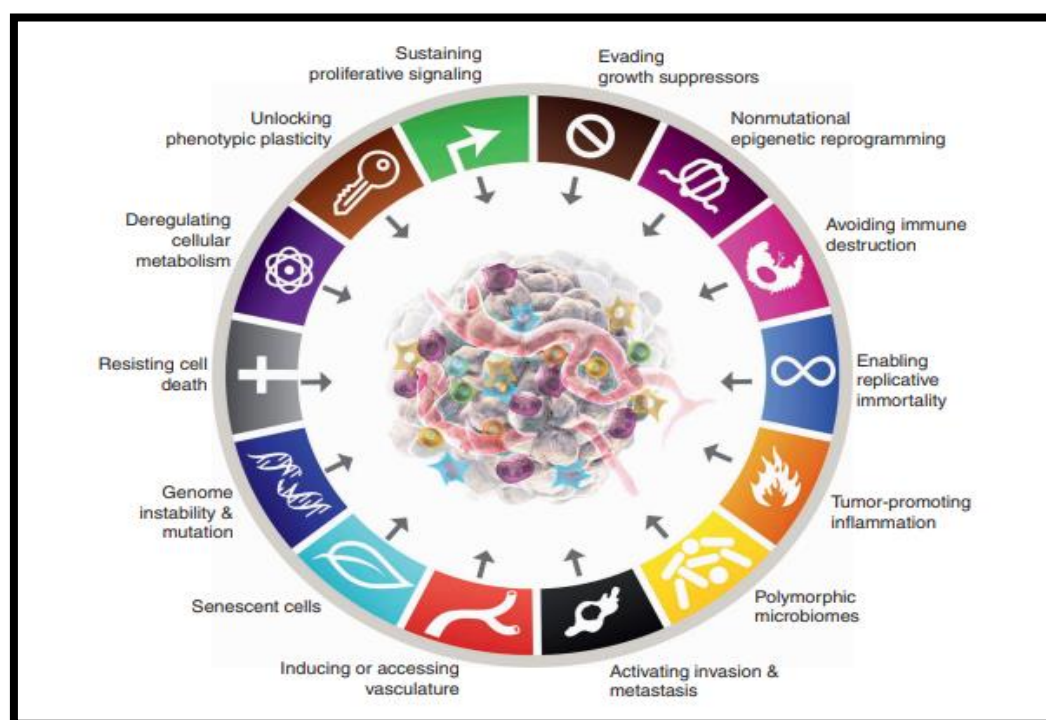 Sustaining
proliferative signaling
Evading
growth suppressors
Nonmutational
epigenetic reprogramming
Avoiding immune
destruction
Enabling
replicative
immortality
Tumor-promoting
inflammation
Polymorphic
microbiomes
Activating invasion &
metastasis
Inducing or accessing
vasculature
Senescent cells
Genome
instability &
mutation
Resisting cell
death
Deregulating
cellular
metabolism
Unlocking
phenotypic plasticity